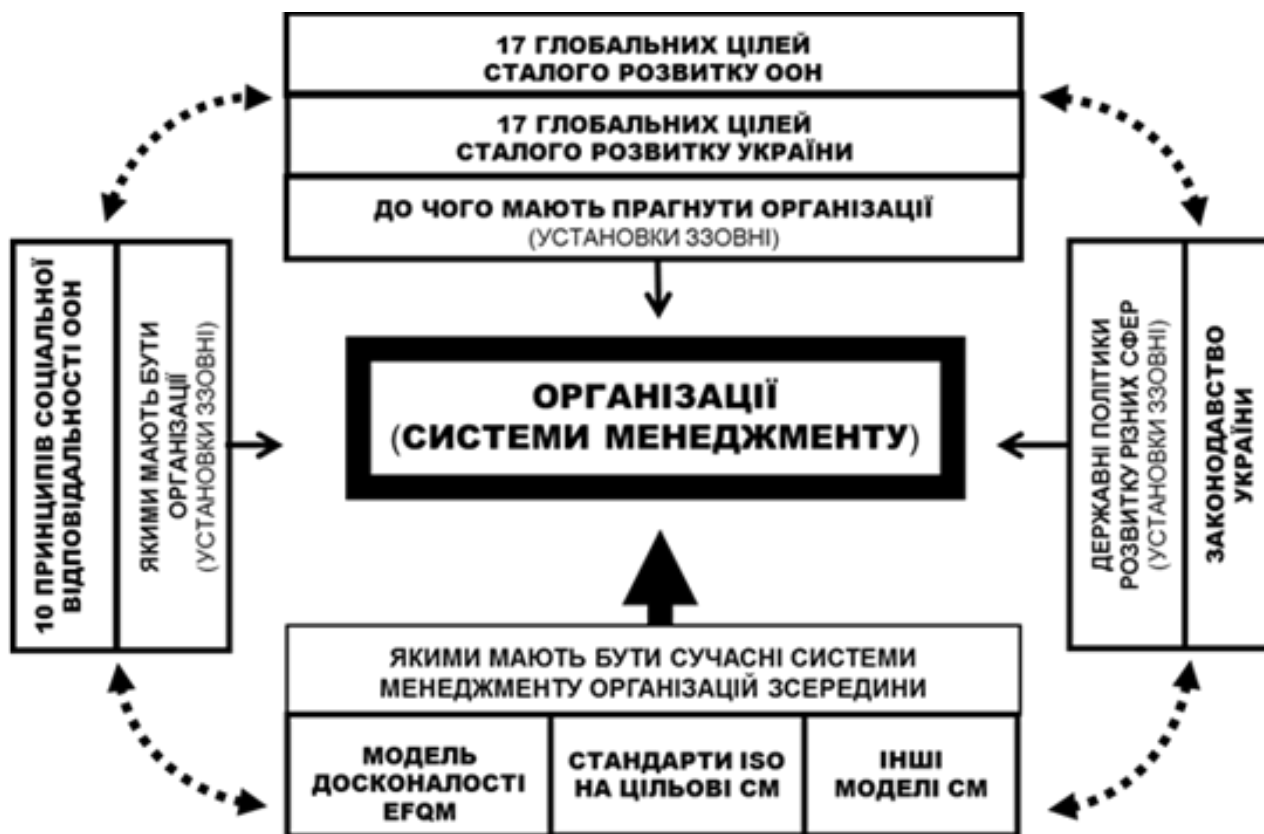 17 ГЛОБАЛЬНИХ ЦІЛЕЙ
СТАЛОГО РОЗВИТКУ ООН
17 ГЛОБАЛЬНИХ ЦІЛЕЙ
СТАЛОГО РОЗВИТКУ УКРАЇНИ
ДО ЧОГО МАЮТЬ ПРАГНУТИ ОРГАНІЗАЦІЇ
(УСТАНОВКИ ЗЗОВНІ)
10 ПРИНЦИПІВ СОЦІАЛЬНОЇ
ВІДПОВІДАЛЬНОСТІ ООН
ЯКИМИ МАЮТЬ БУТИ
ОРГАНІЗАЦІЇ
(УСТАНОВКИ ЗЗОВНІ)
ОРГАНІЗАЦІЇ
(СИСТЕМИ МЕНЕДЖМЕНТУ)
ДЕРЖАВНІ ПОЛІТИКИ
РОЗВИТКУ РІЗНИХ СФЕР
(УСТАНОВКИ ЗЗОВНІ)
ЗАКОНОДАВСТВО
УКРАЇНИ
ЯКИМИ МАЮТЬ БУТИ СУЧАСНІ СИСТЕМИ
МЕНЕДЖМЕНТУ ОРГАНІЗАЦІЙ ЗСЕРЕДИНИ
МОДЕЛЬ
ДОСКОНАЛОСТІ
EFQM
СТАНДАРТИ ISO
НА ЦІЛЬОВІ СМ
ІНШІ
МОДЕЛІ СМ